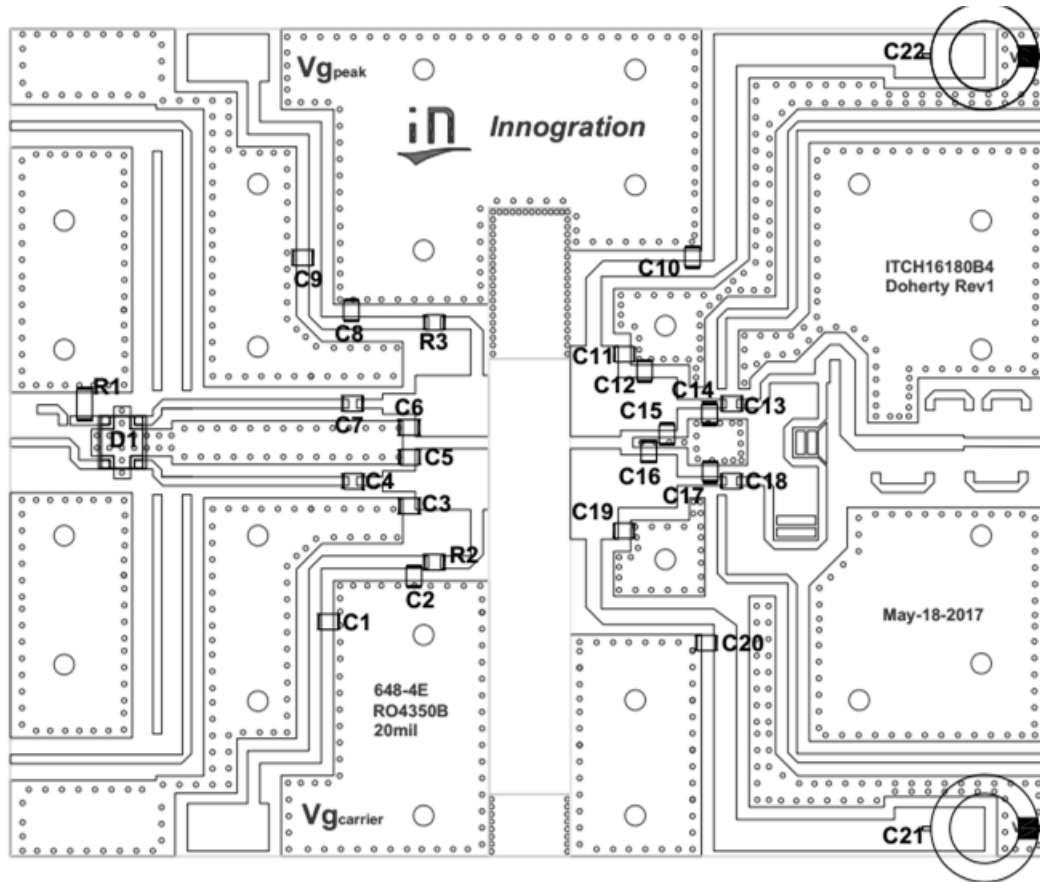 C22
Vgpeak
in Innogration
C9
C10
ITCH16180B4
Doherty Rev1
C8
R3
C11
C12
R1
C14
C6
C13
C7
C15
D1
C5
C16
C4
C17
C18
C3
C19
R2
C2
C1
May-18-2017
C20
648-4E
RO4350B
20mil
Vgcarrier
C21